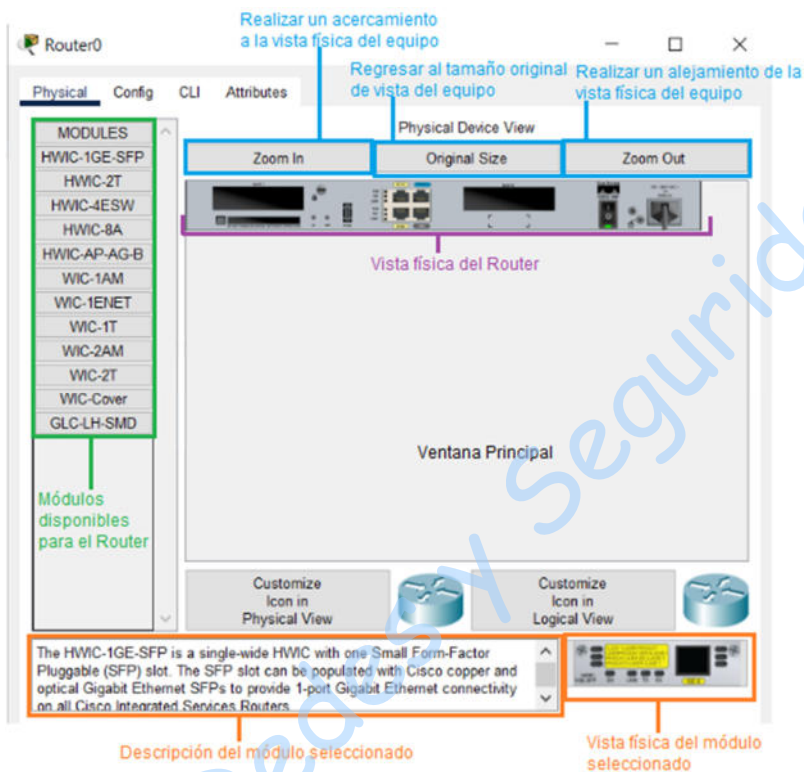 Realizar un acercamiento
a la vista física del equipo
Router0
Regresar al tamaño original
de vista del equipo
Realizar un alejamiento de la
vista física del equipo
Physical Config CLI Attributes
MODULES
HWIC-1GE-SFP
HWIC-2T
HWIC-4ESW
HWIC-8A
HWIC-AP-AG-B
WIC-1AM
WIC-1ENET
WIC-1T
WIC-2AM
WIC-2T
WIC-Cover
GLC-LH-SMD
Physical Device View
Zoom In
Original Size
Zoom Out
Vista física del Router
Ventana Principal
Módulos
disponibles
para el Router
Customize
Icon in
Physical View
Customize
Icon in
Logical View
The HWIC-1GE-SFP is a single-wide HWIC with one Small Form-Factor
Pluggable (SFP) slot. The SFP slot can be populated with Cisco copper and
optical Gigabit Ethernet SFPs to provide 1-port Gigabit Ethernet connectivity
on all Cisco Integrated Services Routers
Descripción del módulo seleccionado
Vista física del módulo
seleccionado